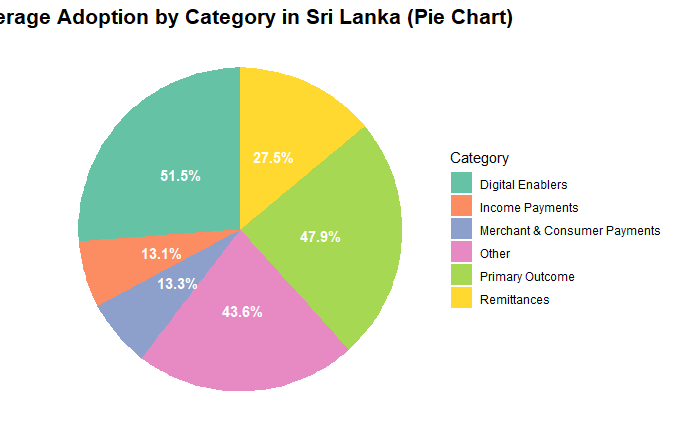 erage Adoption by Category in Sri Lanka (Pie Chart)
27.5%
51.5%
47.9%
13.1%
13.3%
43.6%
Category
Digital Enablers
Income Payments
Merchant & Consumer Payments
Other
Primary Outcome
Remittances